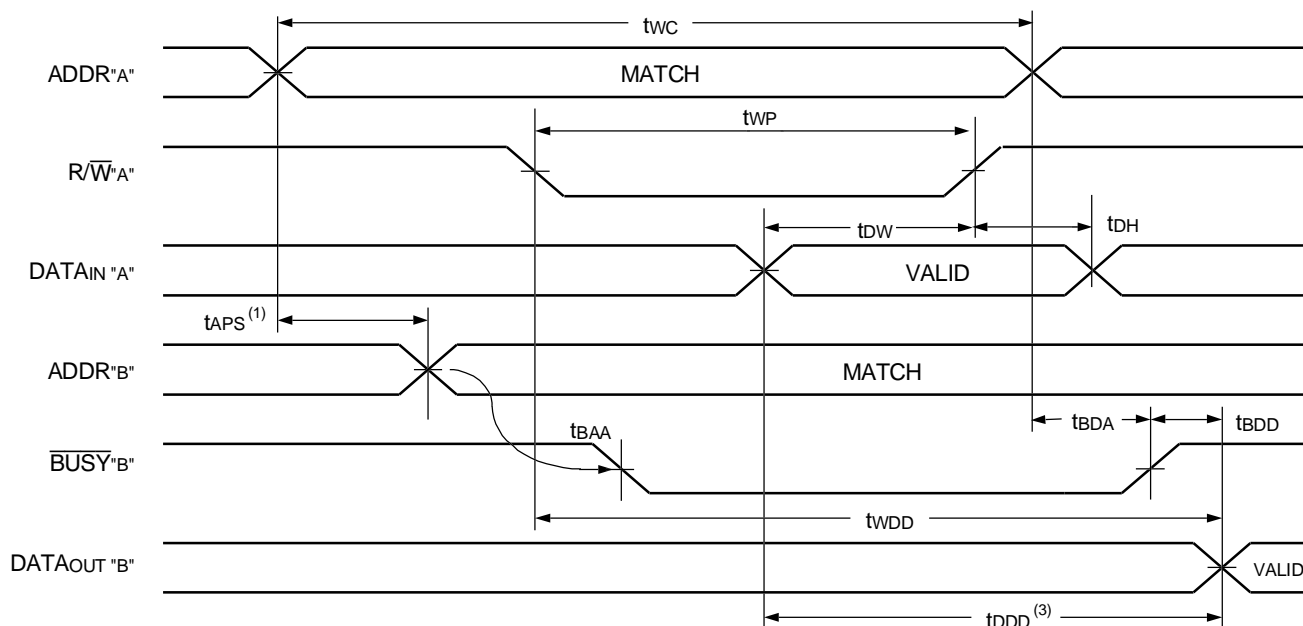 tWC
ADDR"A"
MATCH
tWP
R/W̅"A"
tDW
tDH
DATAIN "A"
VALID
tAPS (1)
ADDR"B"
MATCH
tBAA
tBDA
tBDD
B̅U̅S̅Y̅"B"
tWDD
DATAOUT "B"
VALID
tDDD (3)